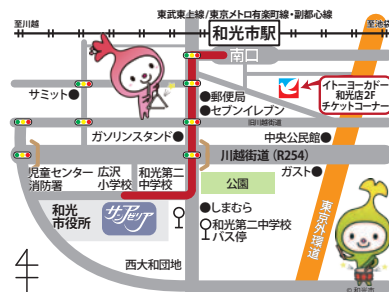 東武東上線/東京メトロ有楽町線・副都心線
至川越
和光市駅
至池袋
南口
サミット
郵便局
セブンイレブン
イトーヨーカドー
和光店2F
チケットコーナー
旧川越街道
ガソリンスタンド
中央公民館
川越街道(R254)
児童センター
消防署
広沢
小学校
和光第二
中学校
公園
ガスト
和光
市役所
サンアゼリア
しまむら
和光第二中学校
バス停
東京外環道
西大和団地
©和光市